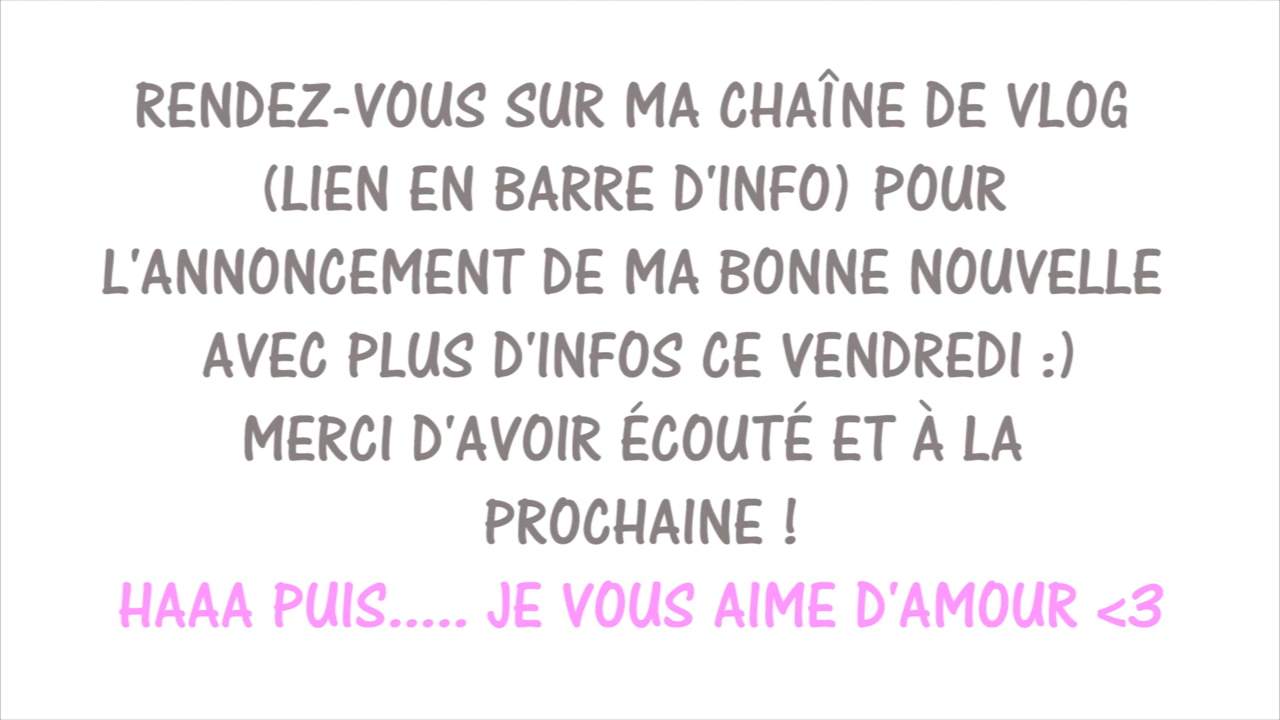 RENDEZ-VOUS SUR MA CHAÎNE DE VLOG
(LIEN EN BARRE D'INFO) POUR
L'ANNONCEMENT DE MA BONNE NOUVELLE
AVEC PLUS D'INFOS CE VENDREDI :)
MERCI D'AVOIR ÉCOUTÉ ET À LA
PROCHAINE !
HAAA PUIS..... JE VOUS AIME D'AMOUR <3